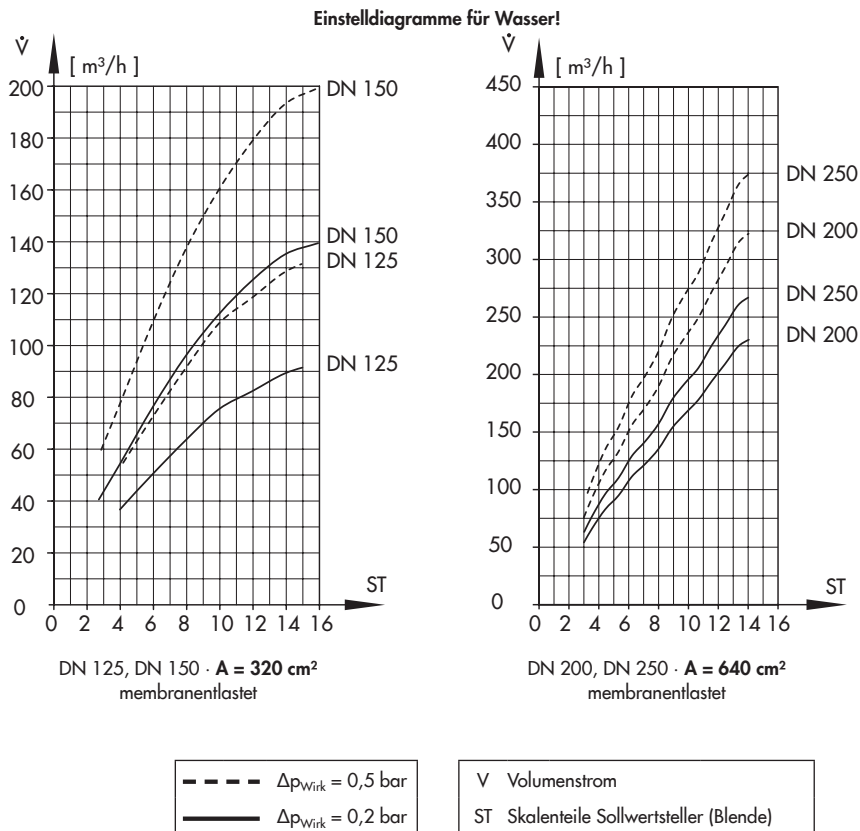 Einstelldiagramme für Wasser!
V̇
[ m³/h ]
200
180
160
140
120
100
80
60
40
20
0
DN 150
DN 150
DN 125
DN 125
ST
0 2 4 6 8 10 12 14 16
DN 125, DN 150 · A = 320 cm²
membranentlastet
V̇
[ m³/h ]
450
400
350
300
250
200
150
100
50
0
DN 250
DN 200
DN 250
DN 200
ST
0 2 4 6 8 10 12 14 16
DN 200, DN 250 · A = 640 cm²
membranentlastet
Δp_Wirk = 0,5 bar
Δp_Wirk = 0,2 bar
V Volumenstrom
ST Skalenteile Sollwertsteller (Blende)